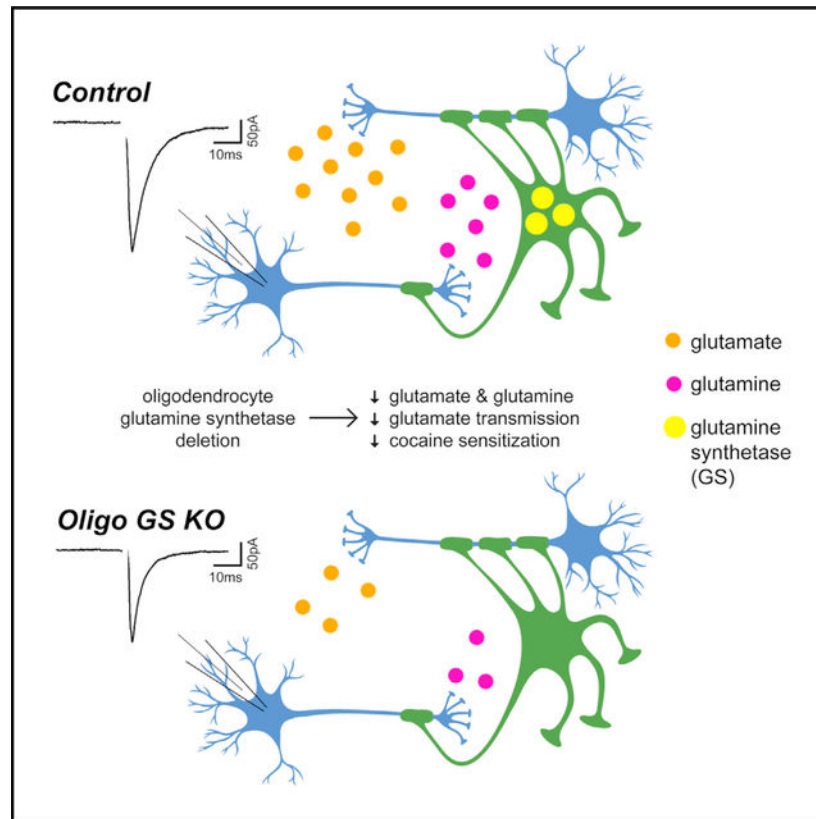 Control
50pA
10ms
glutamate
glutamine
glutamine
synthetase
(GS)
oligodendrocyte
glutamine synthetase
deletion
↓ glutamate & glutamine
↓ glutamate transmission
↓ cocaine sensitization
Oligo GS KO
50pA
10ms